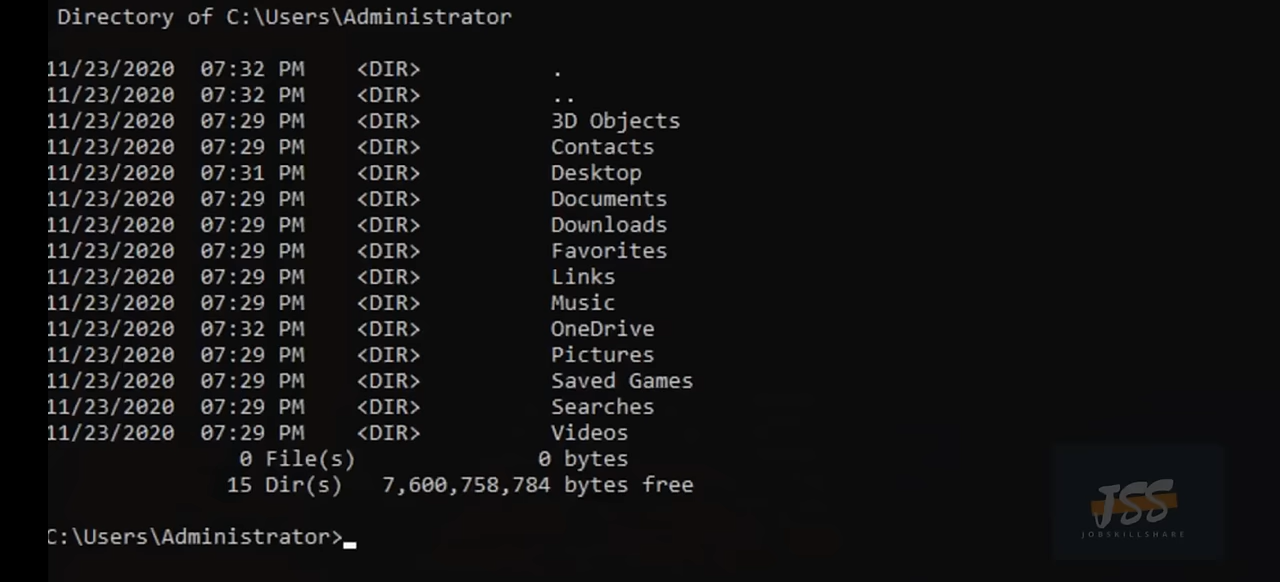 Directory of C:\Users\Administrator
11/23/2020  07:32 PM    <DIR>          .
11/23/2020  07:32 PM    <DIR>          ..
11/23/2020  07:29 PM    <DIR>          3D Objects
11/23/2020  07:29 PM    <DIR>          Contacts
11/23/2020  07:31 PM    <DIR>          Desktop
11/23/2020  07:29 PM    <DIR>          Documents
11/23/2020  07:29 PM    <DIR>          Downloads
11/23/2020  07:29 PM    <DIR>          Favorites
11/23/2020  07:29 PM    <DIR>          Links
11/23/2020  07:29 PM    <DIR>          Music
11/23/2020  07:32 PM    <DIR>          OneDrive
11/23/2020  07:29 PM    <DIR>          Pictures
11/23/2020  07:29 PM    <DIR>          Saved Games
11/23/2020  07:29 PM    <DIR>          Searches
11/23/2020  07:29 PM    <DIR>          Videos
0 File(s)              0 bytes
15 Dir(s)   7,600,758,784 bytes free
C:\Users\Administrator>
JSS
JOBSKILLSHARE